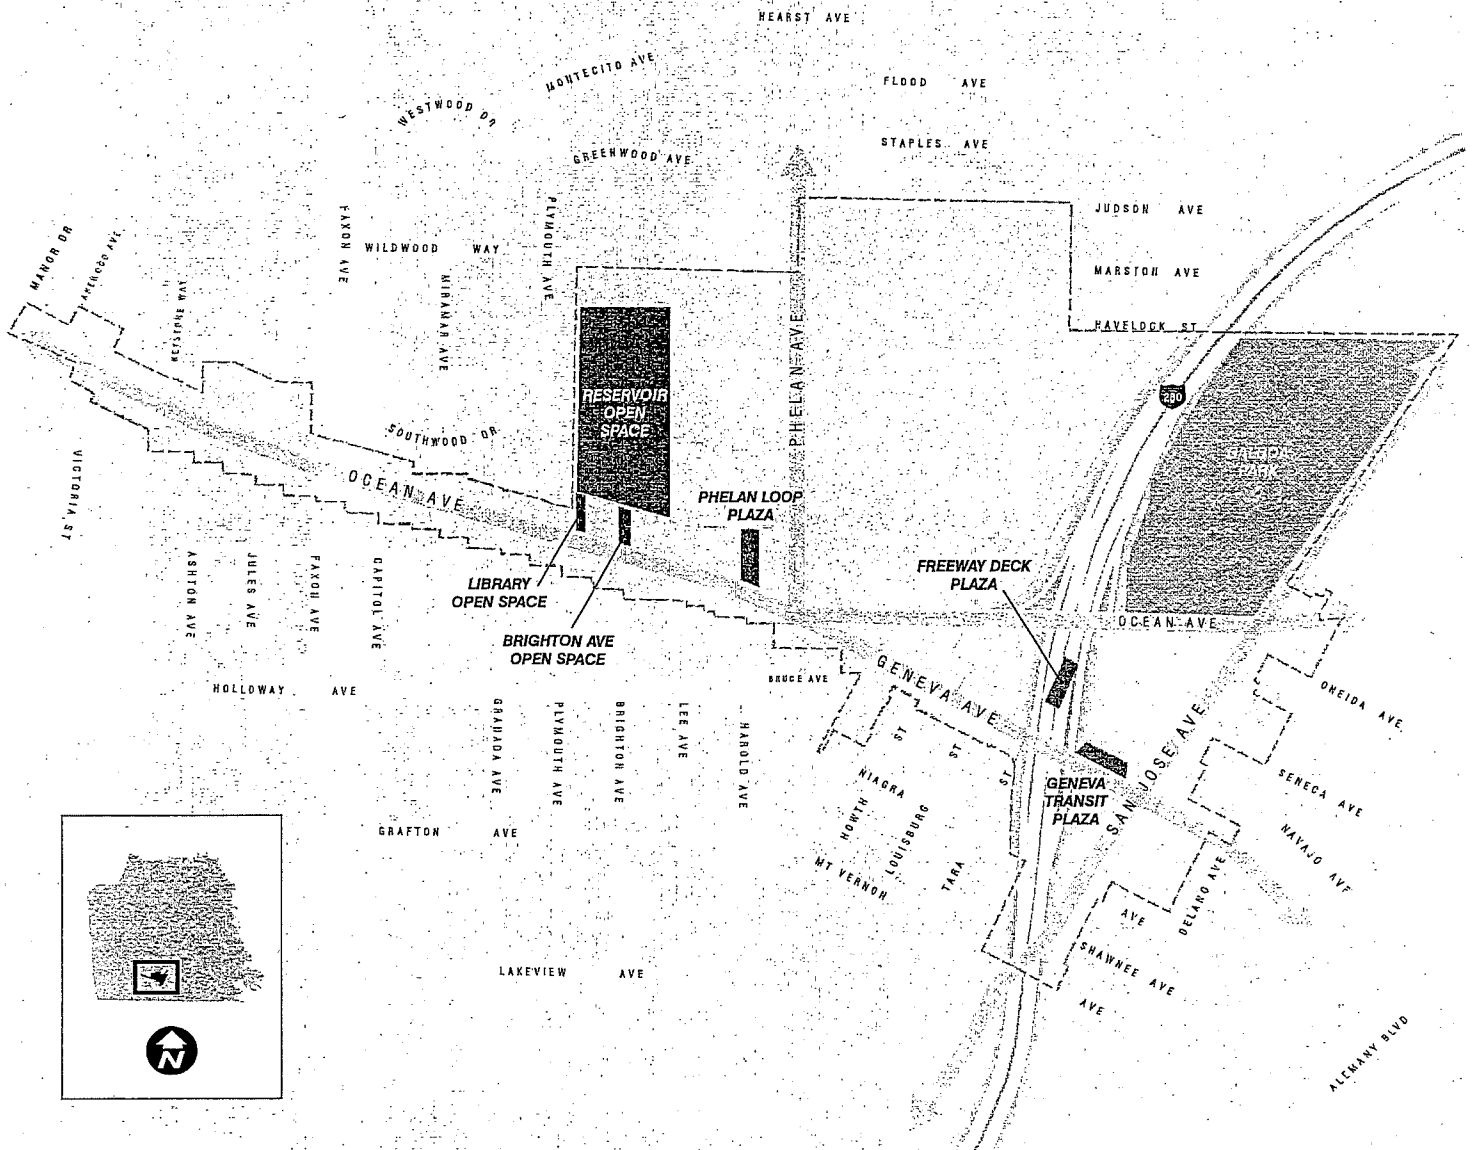 HEARST AVE
MONTECITO AVE
FLOOD AVE
WESTWOOD DR
STAPLES AVE
GREENWOOD AVE
JUDSON AVE
MANOR DR
FAXON AVE
WILDWOOD WAY
PLYMOUTH AVE
MARSTON AVE
KEYSTONE WAY
MIRAMAR AVE
PHELAN AVE
HAVELOCK ST
280
RESERVOIR
OPEN
SPACE
BALBOA
PARK
SOUTHWOOD DR
OCEAN AVE
VICTORIA ST
PHELAN LOOP
PLAZA
ASHTON AVE
JULES AVE
FAXON AVE
CAPITOL AVE
LIBRARY
OPEN SPACE
FREEWAY DECK
PLAZA
OCEAN AVE
BRIGHTON AVE
OPEN SPACE
HOLLOWAY AVE
BRUCE AVE
GENEVA AVE
ONEIDA AVE
GRANADA AVE
PLYMOUTH AVE
BRIGHTON AVE
LEE AVE
HAROLD AVE
NIAGRA
HOWTH ST
LOUISBURG ST
TARA ST
MT VERNON
GENEVA
TRANSIT
PLAZA
SAN JOSE AVE
SENECA AVE
NAVAJO AVE
GRAFTON AVE
DELANO AVE
AVE
SHAWNEE AVE
AVE
LAKEVIEW AVE
ALEMANY BLVD
N